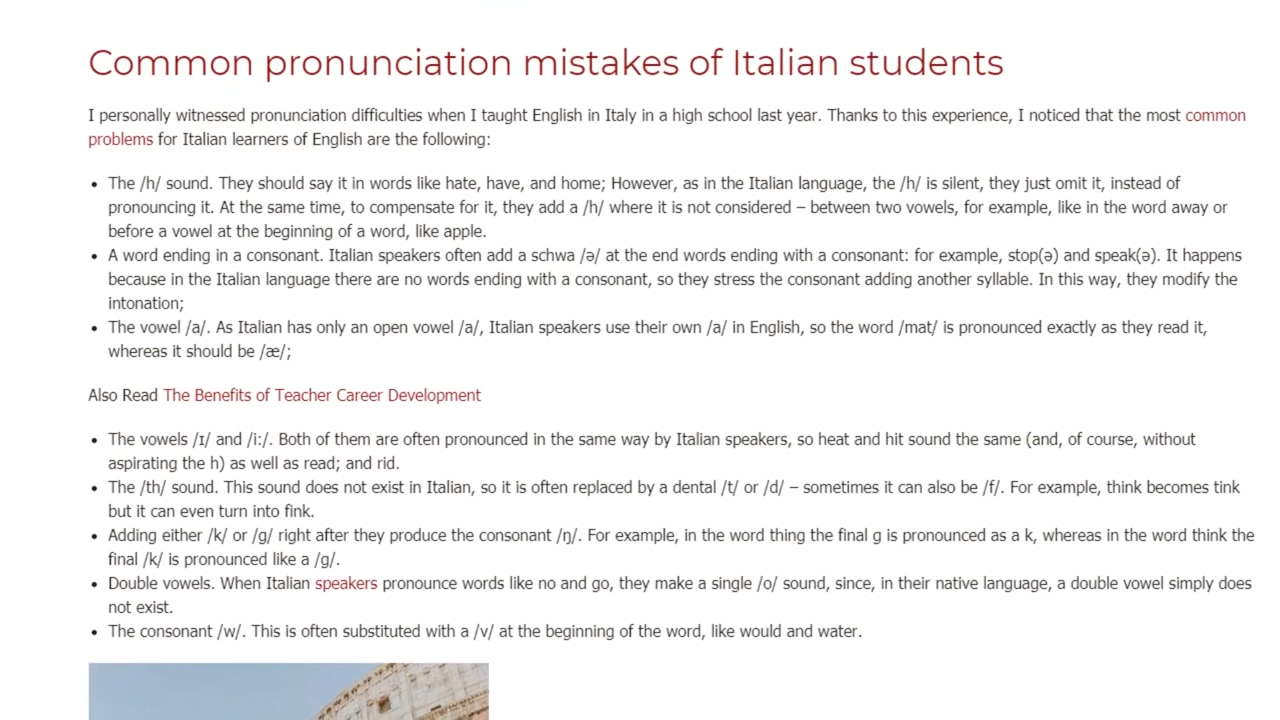 Common pronunciation mistakes of Italian students
I personally witnessed pronunciation difficulties when I taught English in Italy in a high school last year. Thanks to this experience, I noticed that the most common
problems for Italian learners of English are the following:
• The /h/ sound. They should say it in words like hate, have, and home; However, as in the Italian language, the /h/ is silent, they just omit it, instead of
pronouncing it. At the same time, to compensate for it, they add a /h/ where it is not considered – between two vowels, for example, like in the word away or
before a vowel at the beginning of a word, like apple.
• A word ending in a consonant. Italian speakers often add a schwa /ə/ at the end words ending with a consonant: for example, stop(ə) and speak(ə). It happens
because in the Italian language there are no words ending with a consonant, so they stress the consonant adding another syllable. In this way, they modify the
intonation;
• The vowel /a/. As Italian has only an open vowel /a/, Italian speakers use their own /a/ in English, so the word /mat/ is pronounced exactly as they read it,
whereas it should be /æ/;
Also Read The Benefits of Teacher Career Development
• The vowels /ɪ/ and /i:/. Both of them are often pronounced in the same way by Italian speakers, so heat and hit sound the same (and, of course, without
aspirating the h) as well as read; and rid.
• The /th/ sound. This sound does not exist in Italian, so it is often replaced by a dental /t/ or /d/ – sometimes it can also be /f/. For example, think becomes tink
but it can even turn into fink.
• Adding either /k/ or /g/ right after they produce the consonant /ŋ/. For example, in the word thing the final g is pronounced as a k, whereas in the word think the
final /k/ is pronounced like a /g/.
• Double vowels. When Italian speakers pronounce words like no and go, they make a single /o/ sound, since, in their native language, a double vowel simply does
not exist.
• The consonant /w/. This is often substituted with a /v/ at the beginning of the word, like would and water.